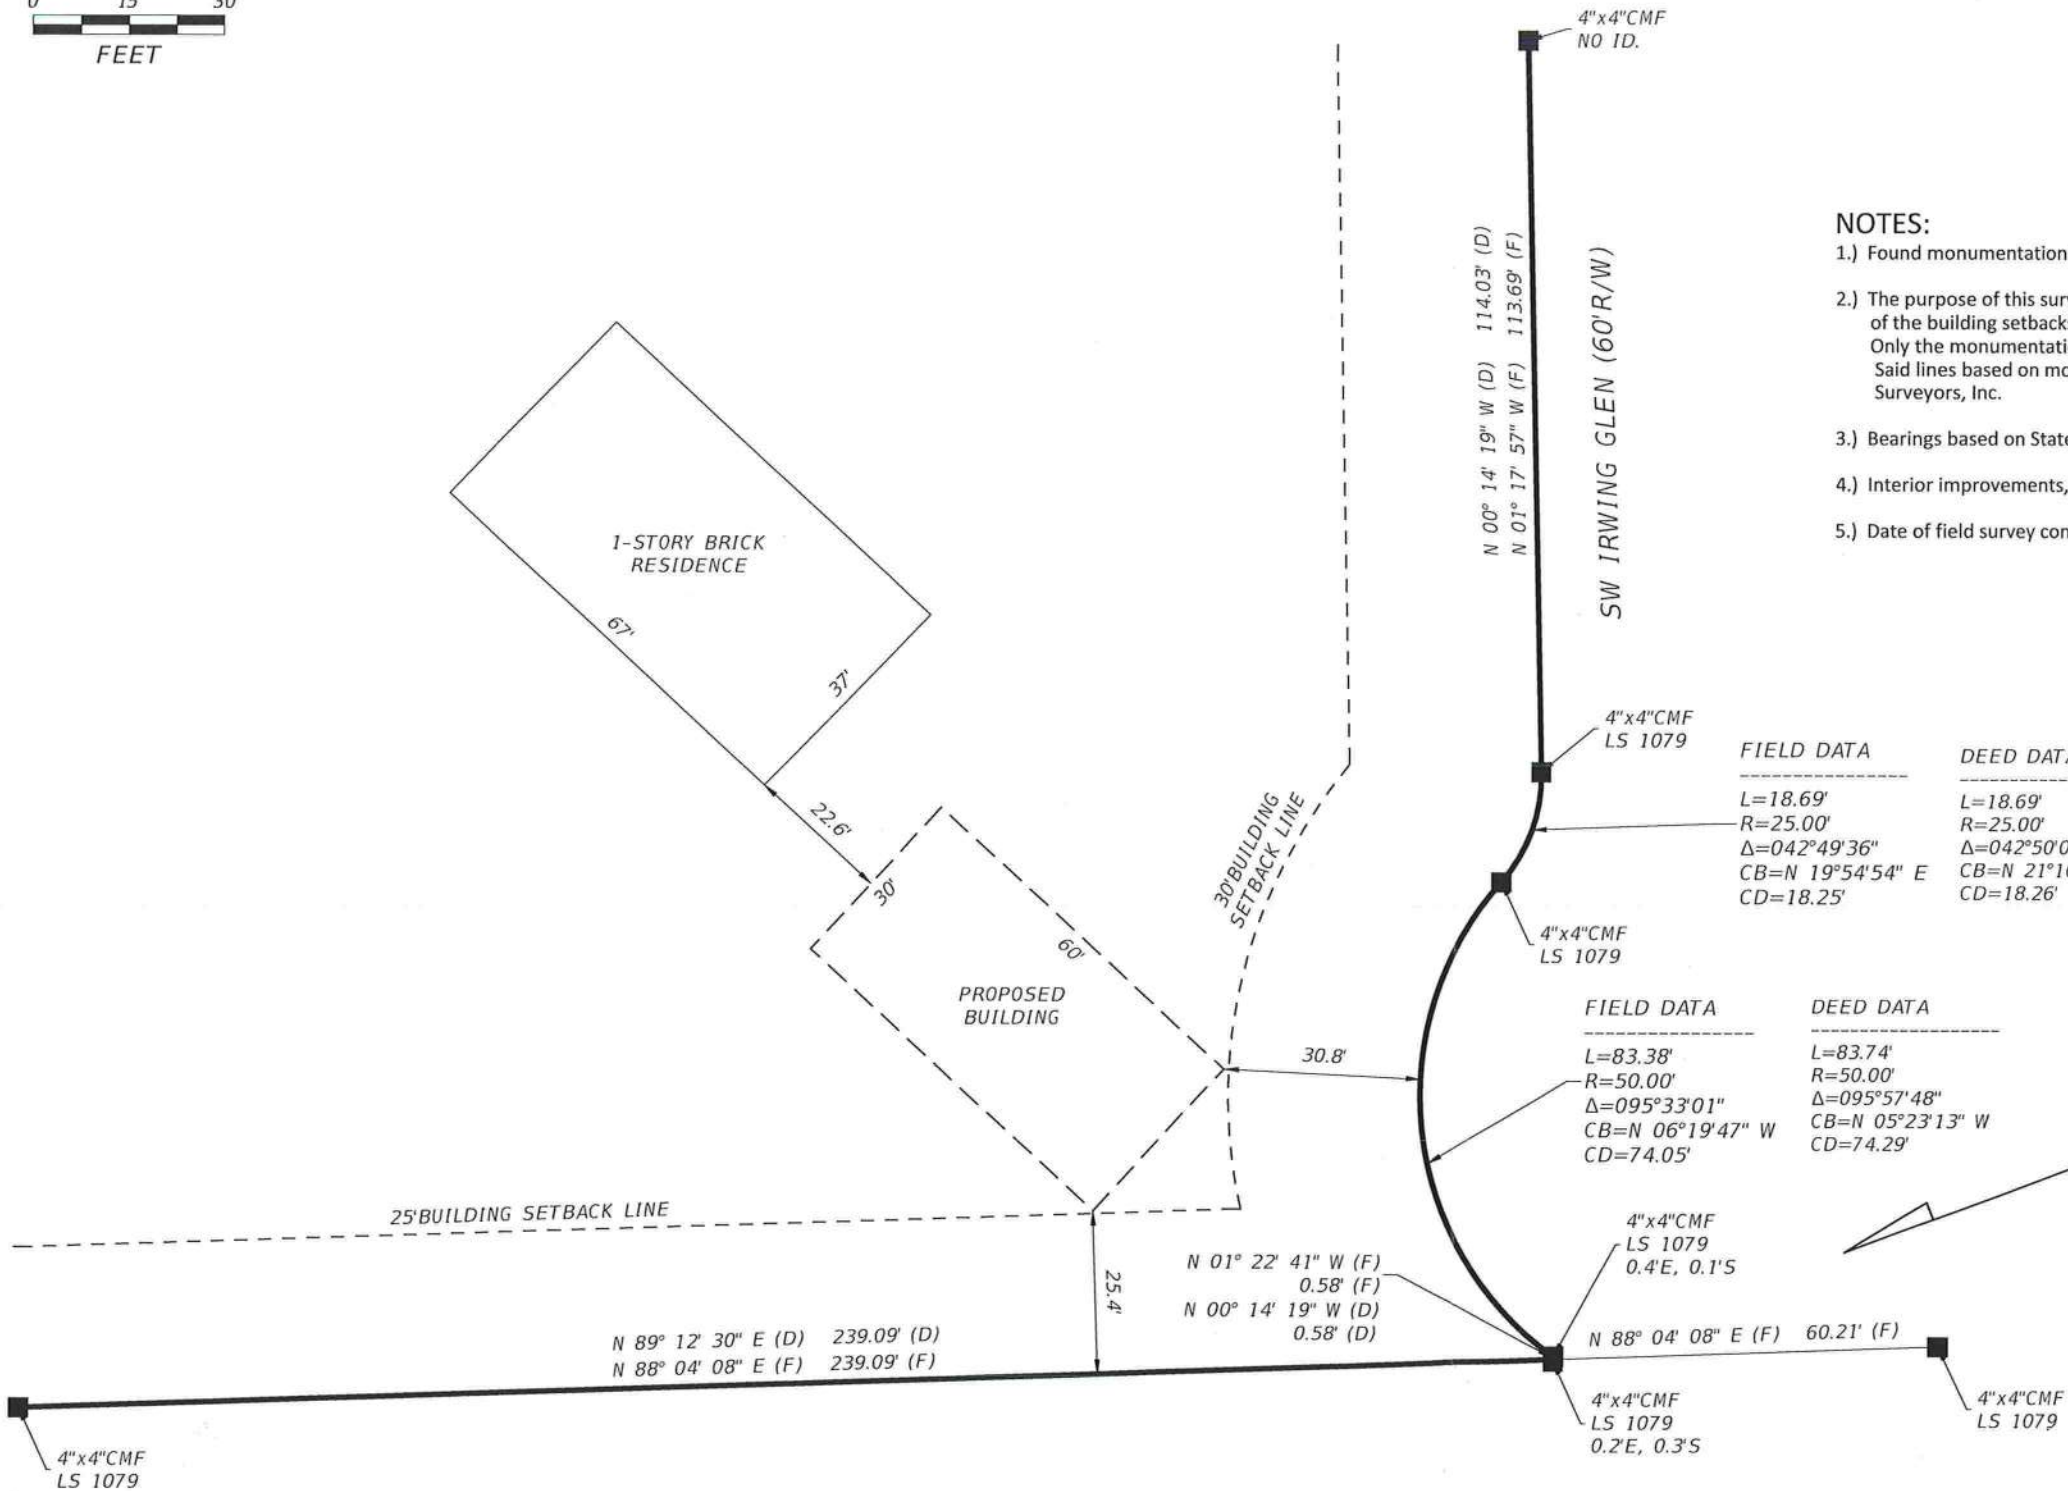 0 15 30
FEET
4"x4"CMF
NO ID.
N 00° 14' 19" W (D) 114.03' (D)
N 01° 17' 57" W (F) 113.69' (F)
SW IRWING GLEN (60'R/W)
NOTES:
1.) Found monumentation
2.) The purpose of this
of the building
Only the
Said lines based on
Surveyors, Inc.
3.) Bearings based on
4.) Interior improvements,
5.) Date of field survey
1-STORY BRICK
RESIDENCE
67'
37'
22.6'
30'
60'
PROPOSED
BUILDING
30'BUILDING
SETBACK LINE
30.8'
4"x4"CMF
LS 1079
FIELD DATA
L=18.69'
R=25.00'
Δ=042°49'36"
CB=N 19°54'54" E
CD=18.25'
DEED
L=18.69'
R=25.00'
CD=18.26'
4"x4"CMF
LS 1079
FIELD DATA
L=83.38'
R=50.00'
Δ=095°33'01"
CB=N 06°19'47" W
CD=74.05'
DEED DATA
L=83.74'
R=50.00'
Δ=095°57'48"
CB=N 05°23'13" W
CD=74.29'
25'BUILDING SETBACK LINE
25.4'
N 01° 22' 41" W (F)
0.58' (F)
N 00° 14' 19" W (D)
0.58' (D)
4"x4"CMF
LS 1079
0.4'E, 0.1'S
N 89° 12' 30" E (D) 239.09' (D)
N 88° 04' 08" E (F) 239.09' (F)
N 88° 04' 08" E (F) 60.21' (F)
4"x4"CMF
LS 1079
0.2'E, 0.3'S
4"x4"CMF
LS 1079
4"x4"CMF
LS 1079